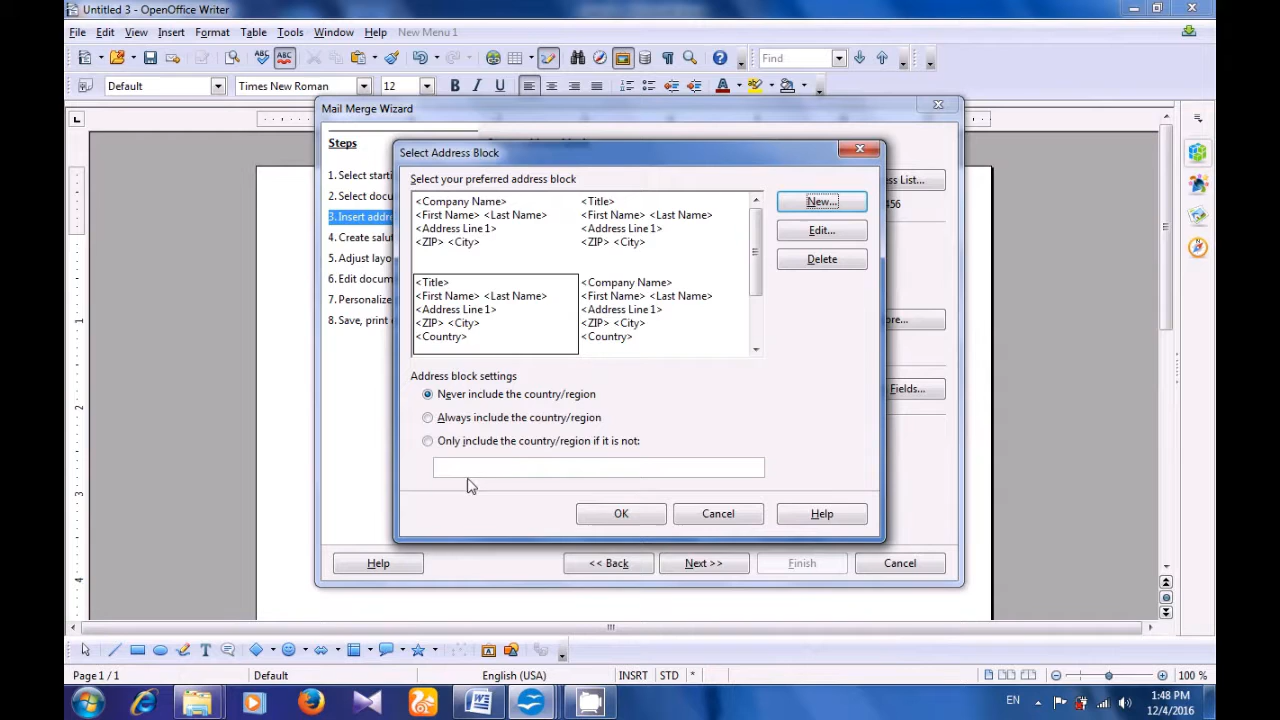 Untitled 3 - OpenOffice Writer
File Edit View Insert Format Table Tools Window Help New Menu 1
Find
Default Times New Roman 12 B I U
Mail Merge Wizard
Steps
1. Select starti
2. Select docu
3. Insert addre
4. Create salut
5. Adjust layo
6. Edit docum
7. Personalize
8. Save, print
Select Address Block
Select your preferred address block
<Company Name>
<First Name> <Last Name>
<Address Line 1>
<ZIP> <City>
<Title>
<First Name> <Last Name>
<Address Line 1>
<ZIP> <City>
<Title>
<First Name> <Last Name>
<Address Line 1>
<ZIP> <City>
<Country>
<Company Name>
<First Name> <Last Name>
<Address Line 1>
<ZIP> <City>
<Country>
New...
Edit...
Delete
Address block settings
Never include the country/region
Always include the country/region
Only include the country/region if it is not:
OK Cancel Help
ess List...
456
ore...
Fields...
Help << Back Next >> Finish Cancel
1
2
3
4
Page 1 / 1 Default English (USA) INSRT STD * 100 %
EN 1:48 PM
12/4/2016